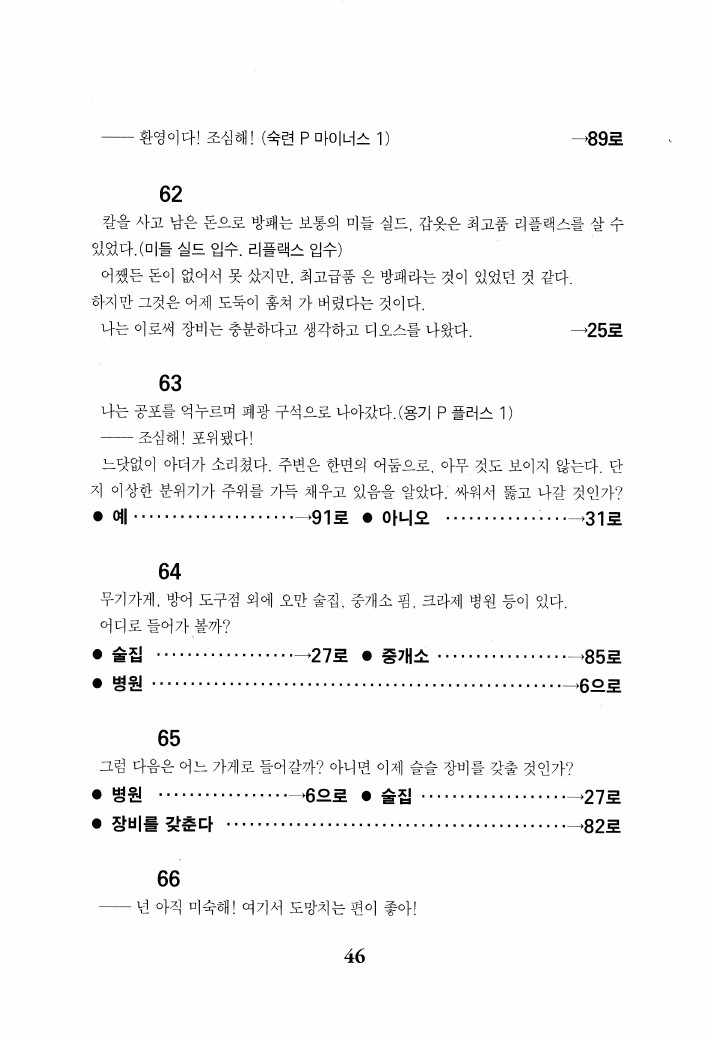 ―― 환영이다! 조심해! (숙련 P 마이너스 1) →89로
62
칼을 사고 남은 돈으로 방패는 보통의 미들 실드, 갑옷은 최고품 리플랙스를 살 수
있었다.(미들 실드 입수. 리플랙스 입수)
어쨌든 돈이 없어서 못 샀지만, 최고급품 은 방패라는 것이 있었던 것 같다.
하지만 그것은 어제 도둑이 훔쳐 가 버렸다는 것이다.
나는 이로써 장비는 충분하다고 생각하고 디오스를 나왔다. →25로
63
나는 공포를 억누르며 폐광 구석으로 나아갔다.(용기 P 플러스 1)
―― 조심해! 포위됐다!
느닷없이 아더가 소리쳤다. 주변은 한면의 어둠으로, 아무 것도 보이지 않는다. 단
지 이상한 분위기가 주위를 가득 채우고 있음을 알았다. 싸워서 뚫고 나갈 것인가?
● 예 ·····················→91로 ● 아니오 ················→31로
64
무기가게, 방어 도구점 외에 오만 술집, 중개소 핌, 크라제 병원 등이 있다.
어디로 들어가 볼까?
● 술집 ··················→27로 ● 중개소 ·················→85로
● 병원 ·····················································→6으로
65
그럼 다음은 어느 가게로 들어갈까? 아니면 이제 슬슬 장비를 갖출 것인가?
● 병원 ·················→6으로 ● 술집 ···················→27로
● 장비를 갖춘다 ············································→82로
66
―― 넌 아직 미숙해! 여기서 도망치는 편이 좋아!
46